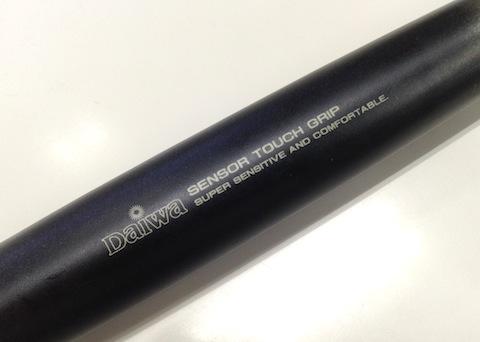 Daiwa SENSOR TOUCH GRIP
SUPER SENSITIVE AND COMFORTABLE.